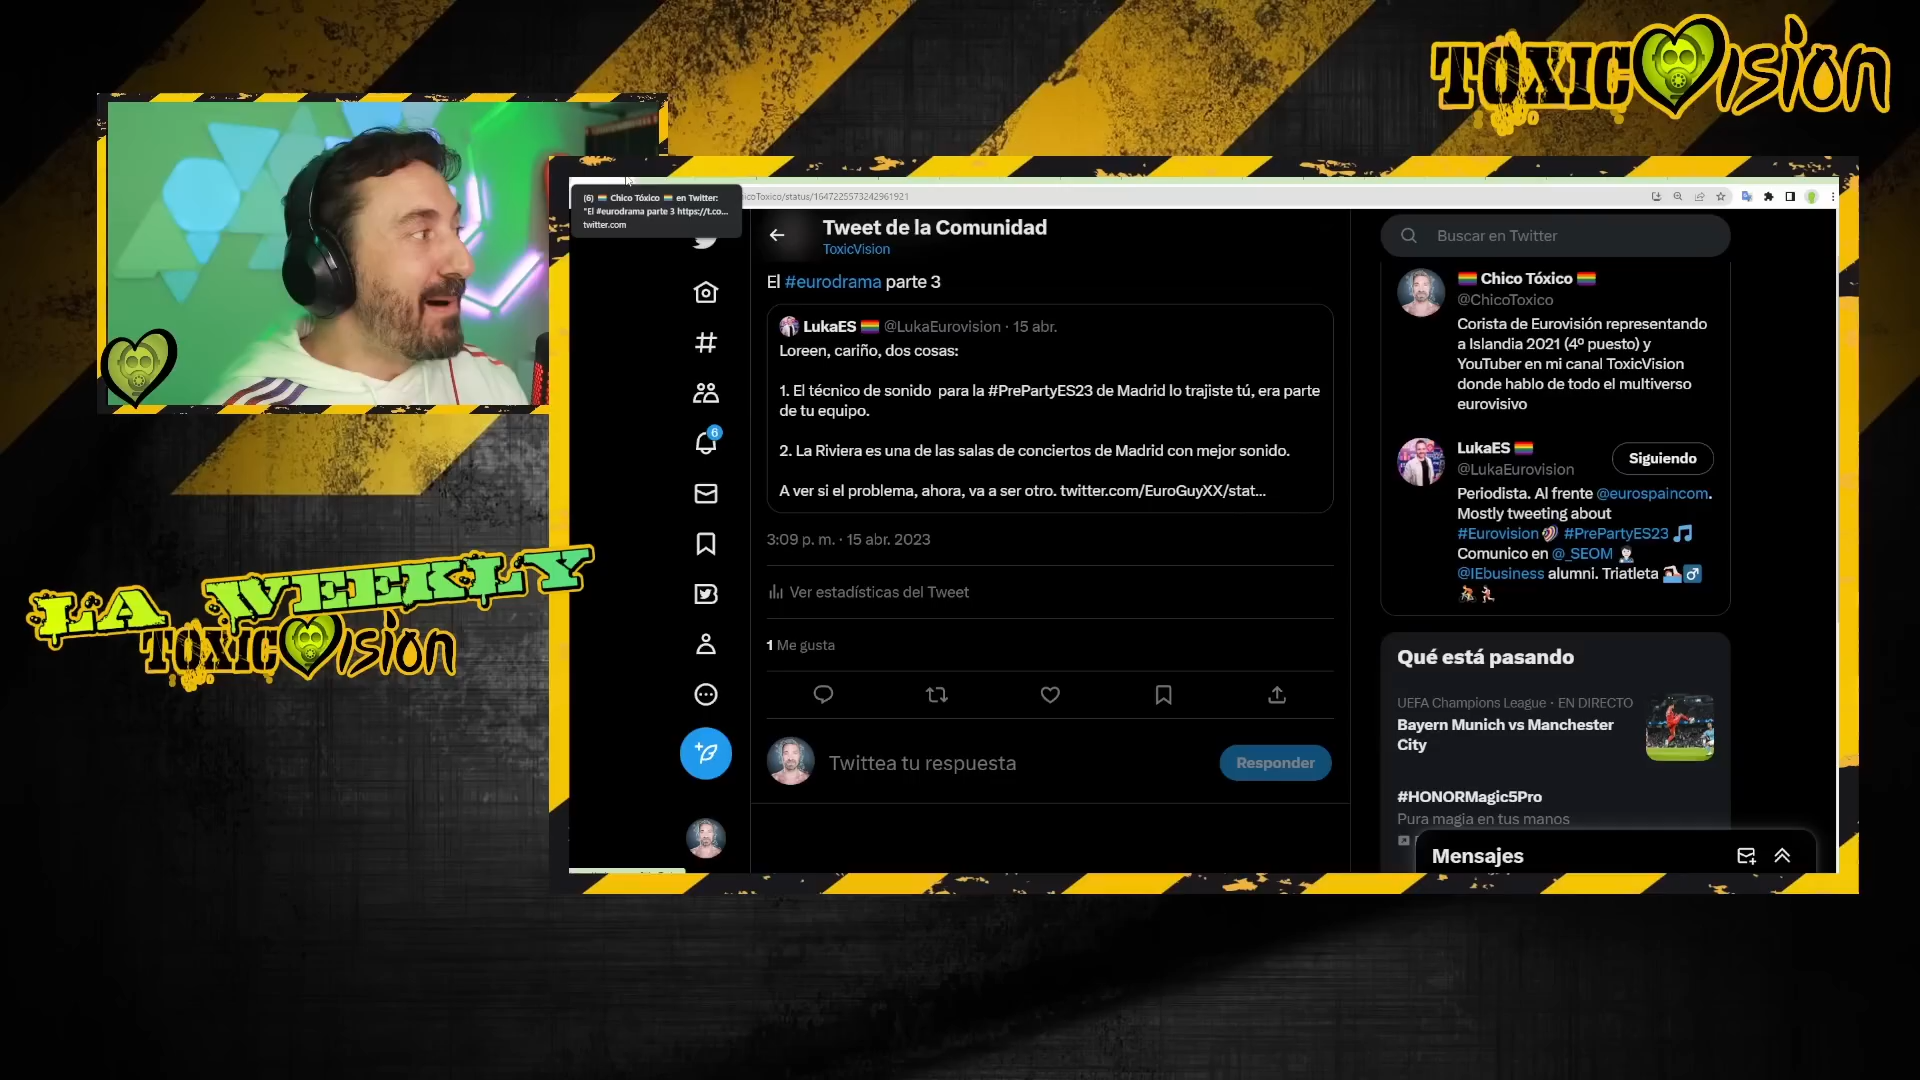 TOXICVision
(6) 🏳️‍🌈 Chico Tóxico 🏳️‍🌈 en Twitter:
"El #eurodrama parte 3 https://t.co...
twitter.com
icoToxico/status/1647225573242961921
Tweet de la Comunidad
ToxicVision
El #eurodrama parte 3
LukaES 🏳️‍🌈 @LukaEurovision · 15 abr.
Loreen, cariño, dos cosas:
1. El técnico de sonido para la #PrePartyES23 de Madrid lo trajiste tú, era parte
de tu equipo.
2. La Riviera es una de las salas de conciertos de Madrid con mejor sonido.
A ver si el problema, ahora, va a ser otro. twitter.com/EuroGuyXX/stat...
3:09 p. m. · 15 abr. 2023
Ver estadísticas del Tweet
1 Me gusta
Twittea tu respuesta
Responder
6
Buscar en Twitter
🏳️‍🌈 Chico Tóxico 🏳️‍🌈
@ChicoToxico
Corista de Eurovisión representando
a Islandia 2021 (4º puesto) y
YouTuber en mi canal ToxicVision
donde hablo de todo el multiverso
eurovisivo
LukaES 🏳️‍🌈
@LukaEurovision
Siguiendo
Periodista. Al frente @eurospaincom.
Mostly tweeting about
#Eurovision #PrePartyES23 🎵
Comunico en @_SEOM
@IEbusiness alumni. Triatleta
Qué está pasando
UEFA Champions League · EN DIRECTO
Bayern Munich vs Manchester
City
#HONORMagic5Pro
Pura magia en tus manos
Mensajes
LA WEEKLY
TOXICVision